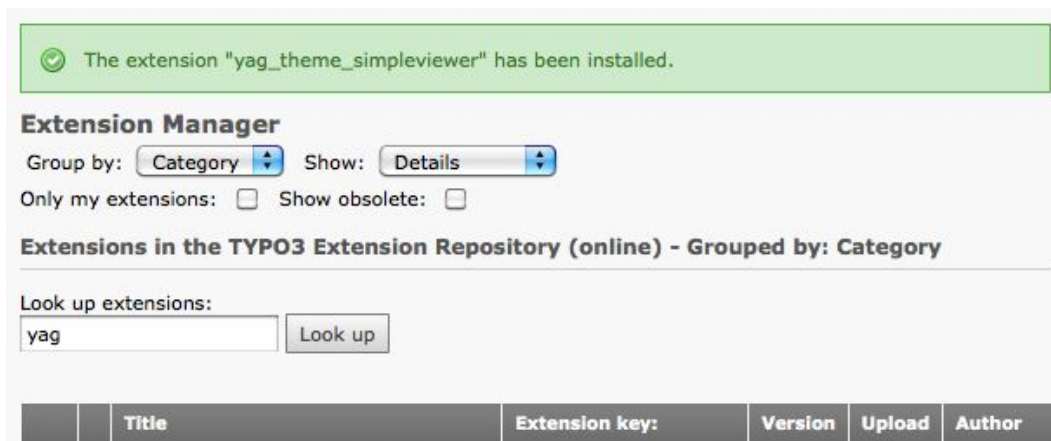 The extension "yag_theme_simpleviewer" has been installed.
Extension Manager
Group by: Category Show: Details
Only my extensions: Show obsolete:
Extensions in the TYPO3 Extension Repository (online) - Grouped by: Category
Look up extensions:
yag Look up
Title Extension key: Version Upload Author